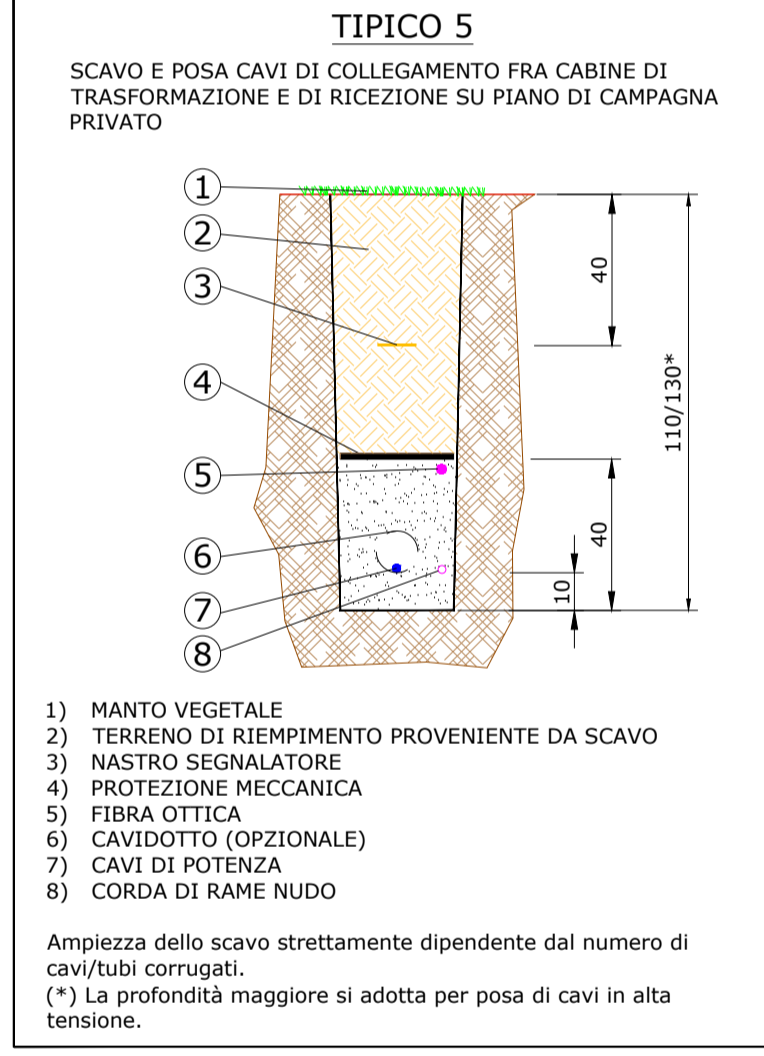 TIPICO 5
SCAVO E POSA CAVI DI COLLEGAMENTO FRA CABINE DI
TRASFORMAZIONE E DI RICEZIONE SU PIANO DI CAMPAGNA
PRIVATO
1
2
3
4
5
6
7
8
40
110/130*
40
10
1) MANTO VEGETALE
2) TERRENO DI RIEMPIMENTO PROVENIENTE DA SCAVO
3) NASTRO SEGNALATORE
4) PROTEZIONE MECCANICA
5) FIBRA OTTICA
6) CAVIDOTTO (OPZIONALE)
7) CAVI DI POTENZA
8) CORDA DI RAME NUDO
Ampiezza dello scavo strettamente dipendente dal numero di
cavi/tubi corrugati.
(*) La profondità maggiore si adotta per posa di cavi in alta
tensione.